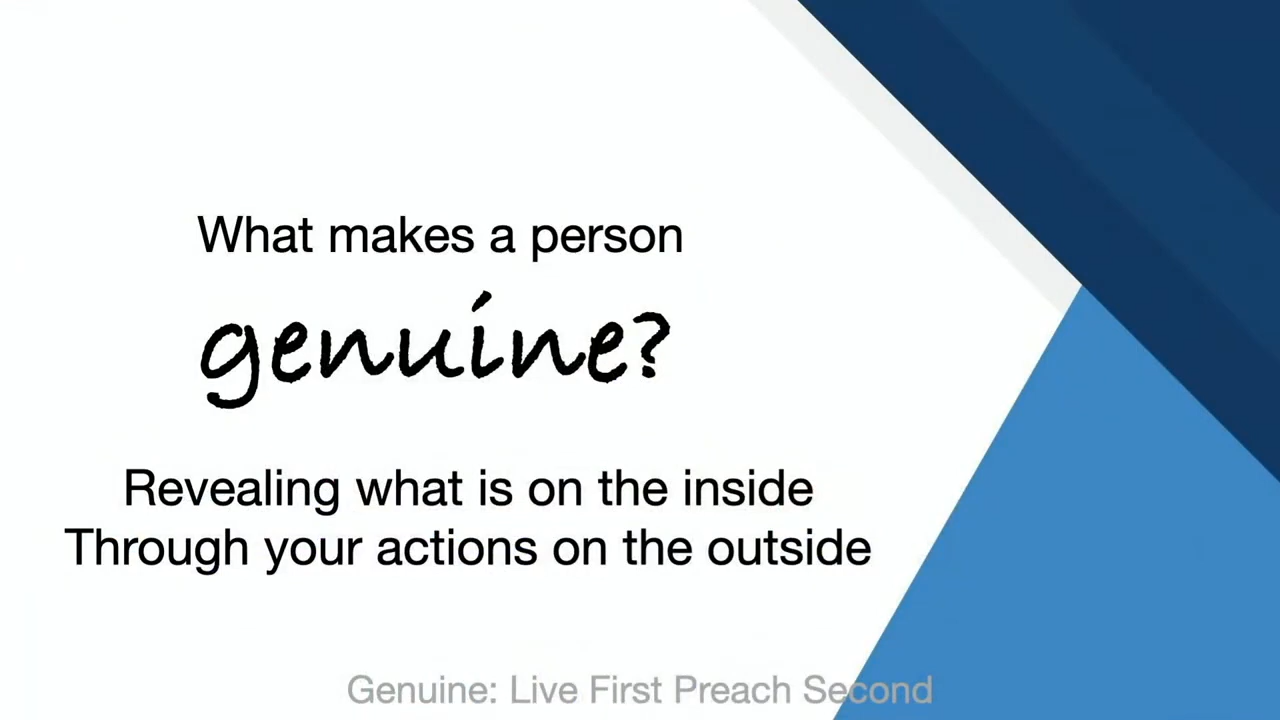 What makes a person
genuine?
Revealing what is on the inside
Through your actions on the outside
Genuine: Live First Preach Second